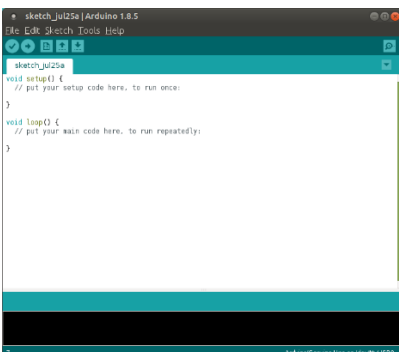 sketch_jul25a | Arduino 1.8.5
File Edit Sketch Tools Help
sketch_jul25a
void setup() {
// put your setup code here, to run once:
}
void loop() {
// put your main code here, to run repeatedly:
}
7